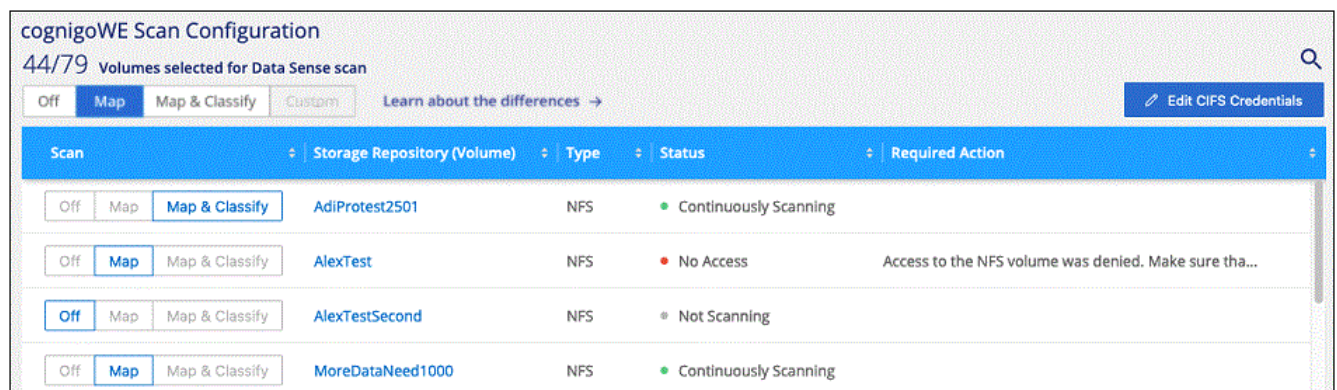 cognigoWE Scan Configuration
44/79 Volumes selected for Data Sense scan
Off Map Map & Classify Custom Learn about the differences → Edit CIFS Credentials
Scan Storage Repository (Volume) Type Status Required Action
Off Map Map & Classify AdiProtest2501 NFS Continuously Scanning
Off Map Map & Classify AlexTest NFS No Access Access to the NFS volume was denied. Make sure tha...
Off Map Map & Classify AlexTestSecond NFS Not Scanning
Off Map Map & Classify MoreDataNeed1000 NFS Continuously Scanning